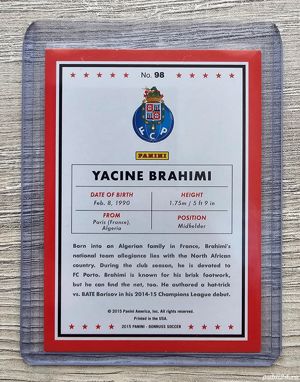 No. 98
FCP
PANINI
YACINE BRAHIMI
DATE OF BIRTH
Feb. 8, 1990
HEIGHT
1.75m / 5 ft 9 in
FROM
Paris (France),
Algeria
POSITION
Midfielder
Born into an Algerian family in France, Brahimi's
national team allegiance lies with the North African
country. During the club season, he is devoted to
FC Porto. Brahimi is known for his brisk footwork,
but he can find the net, too. He authored a hat-trick
vs. BATE Barisov in his 2014-15 Champions League debut.
© 2015 Panini America, Inc. All rights reserved.
Printed in the USA.
2015 PANINI - DONRUSS SOCCER